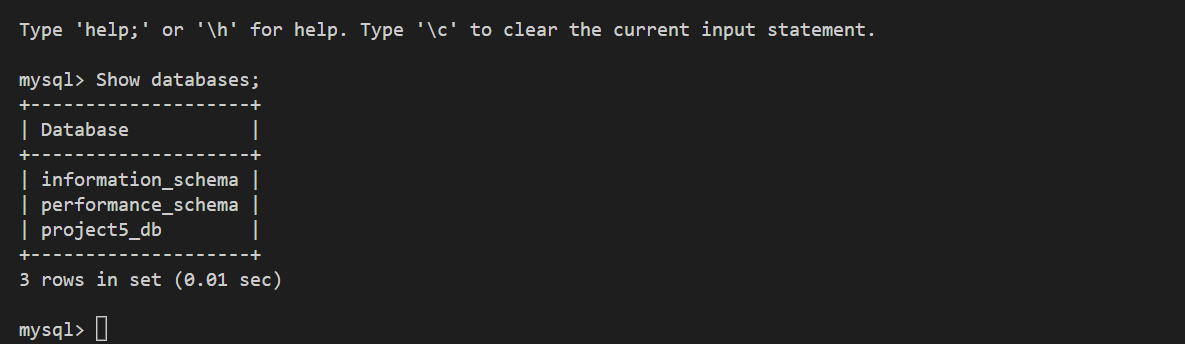 Type 'help;' or '\h' for help. Type '\c' to clear the current input statement.
mysql> Show databases;
+--------------------+
| Database           |
+--------------------+
| information_schema |
| performance_schema |
| project5_db        |
+--------------------+
3 rows in set (0.01 sec)
mysql>